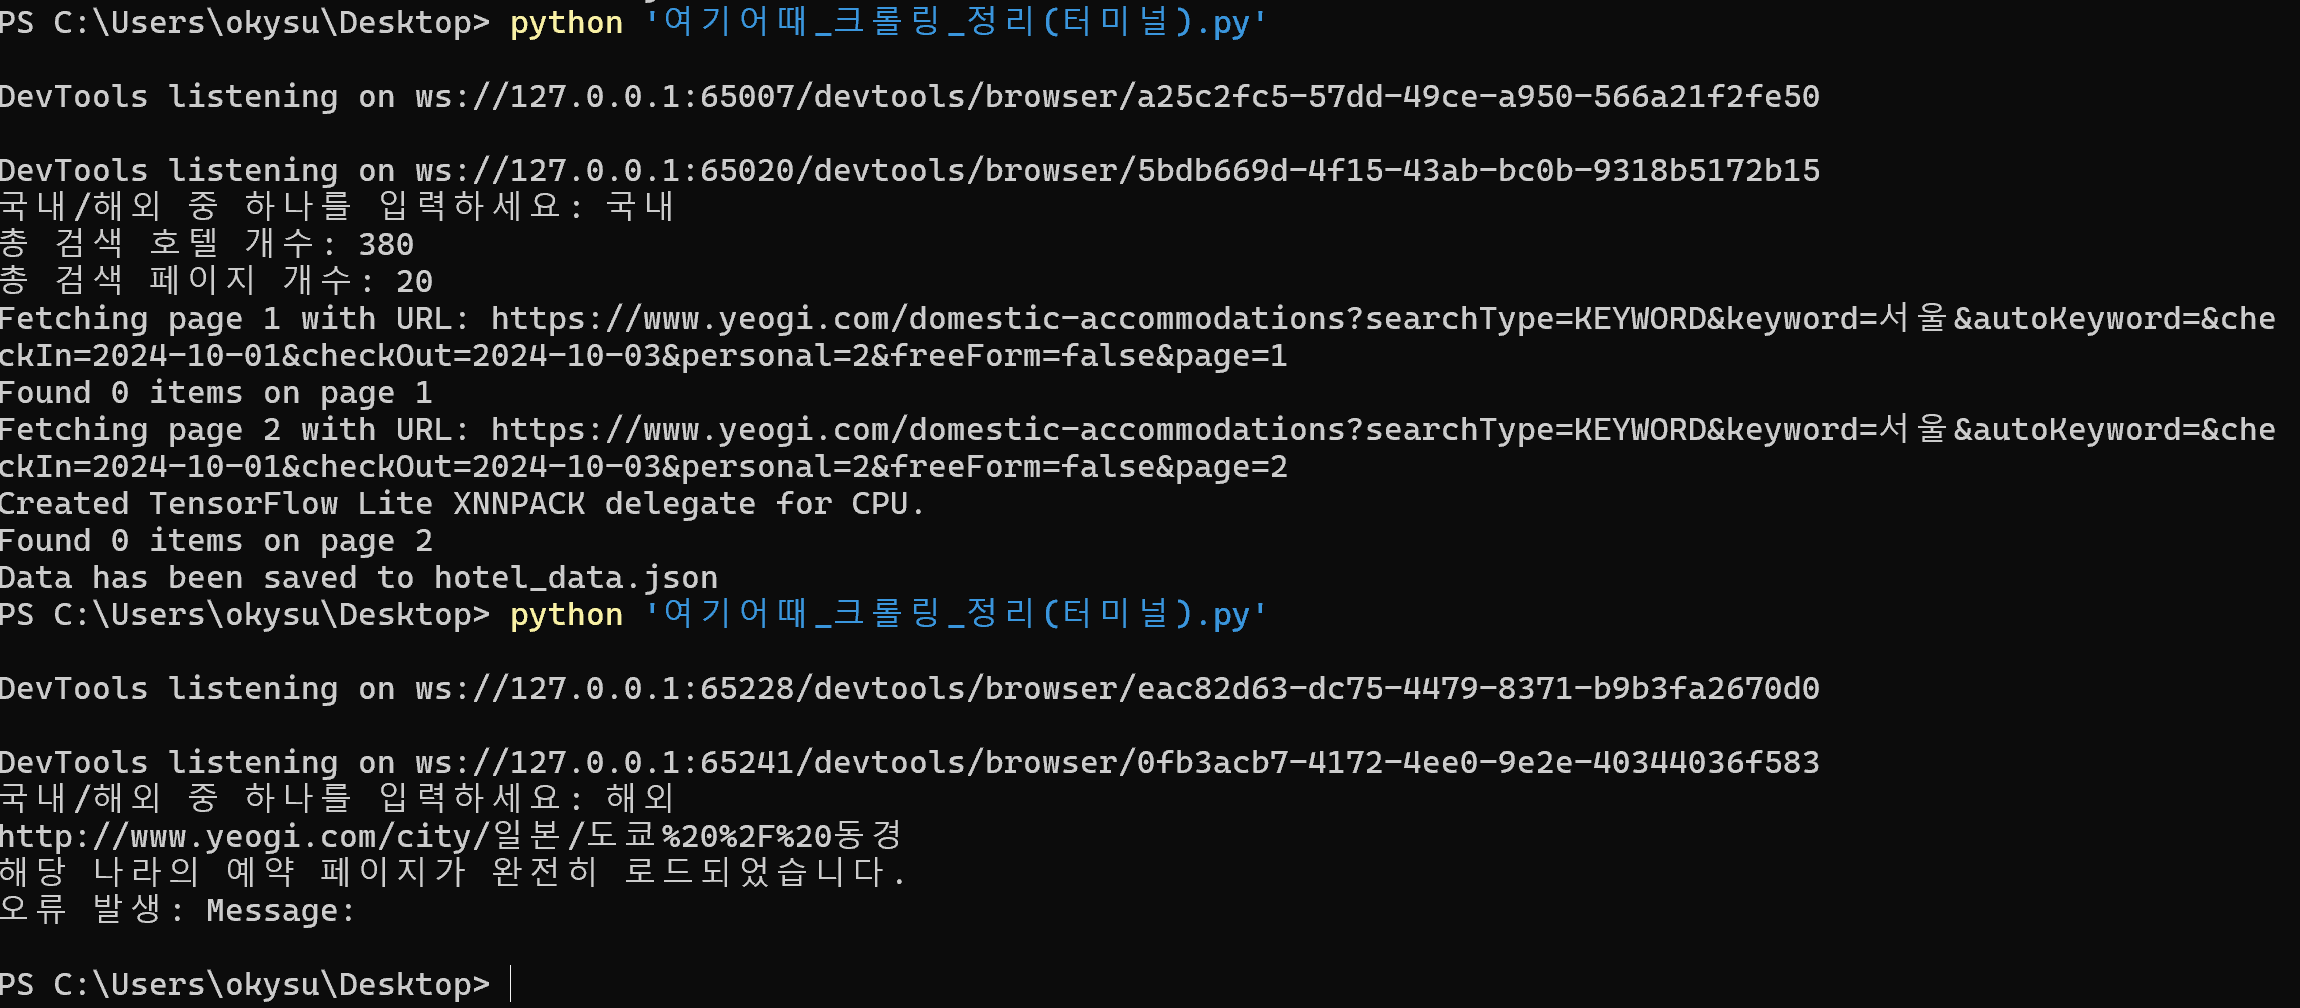 PS C:\Users\okysu\Desktop> python '여기어때_크롤링_정리(터미널).py'
DevTools listening on ws://127.0.0.1:65007/devtools/browser/a25c2fc5-57dd-49ce-a950-566a21f2fe50
DevTools listening on ws://127.0.0.1:65020/devtools/browser/5bdb669d-4f15-43ab-bc0b-9318b5172b15
국내/해외 중 하나를 입력하세요: 국내
총 검색 호텔 개수: 380
총 검색 페이지 개수: 20
Fetching page 1 with URL: https://www.yeogi.com/domestic-accommodations?searchType=KEYWORD&keyword=서울&autoKeyword=&che
ckIn=2024-10-01&checkOut=2024-10-03&personal=2&freeForm=false&page=1
Found 0 items on page 1
Fetching page 2 with URL: https://www.yeogi.com/domestic-accommodations?searchType=KEYWORD&keyword=서울&autoKeyword=&che
ckIn=2024-10-01&checkOut=2024-10-03&personal=2&freeForm=false&page=2
Created TensorFlow Lite XNNPACK delegate for CPU.
Found 0 items on page 2
Data has been saved to hotel_data.json
PS C:\Users\okysu\Desktop> python '여기어때_크롤링_정리(터미널).py'
DevTools listening on ws://127.0.0.1:65228/devtools/browser/eac82d63-dc75-4479-8371-b9b3fa2670d0
DevTools listening on ws://127.0.0.1:65241/devtools/browser/0fb3acb7-4172-4ee0-9e2e-40344036f583
국내/해외 중 하나를 입력하세요: 해외
http://www.yeogi.com/city/일본/도쿄%20%2F%20동경
해당 나라의 예약 페이지가 완전히 로드되었습니다.
오류 발생: Message:
PS C:\Users\okysu\Desktop>